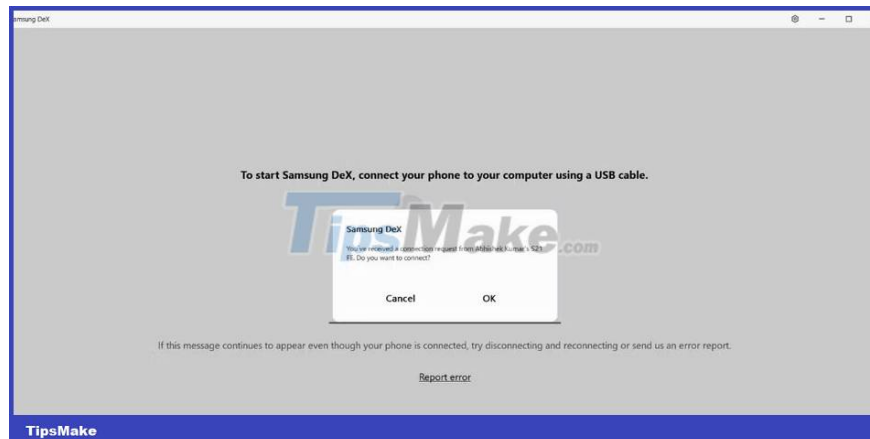 Samsung DeX
To start Samsung DeX, connect your phone to your computer using a USB cable.
TipsMake.com
Samsung DeX
You've recieved a connection request from Abhishek Kumar's S21
FE. Do you want to connect?
Cancel OK
If this message continues to appear even though your phone is connected, try disconnecting and reconnecting or send us an error report.
Report error
TipsMake